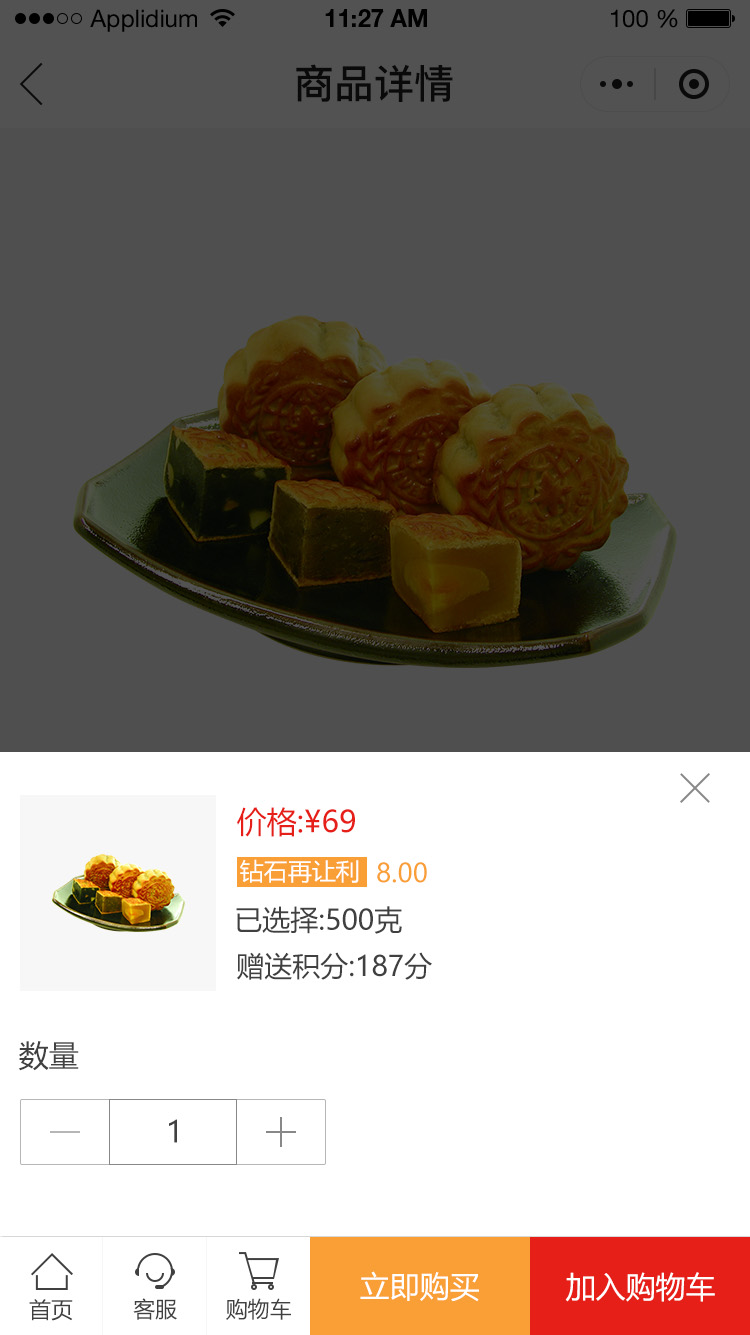 Applidium 11:27 AM 100 %
商品详情
价格:¥69
钻石再让利 8.00
已选择:500克
赠送积分:187分
数量
1
首页 客服 购物车 立即购买 加入购物车